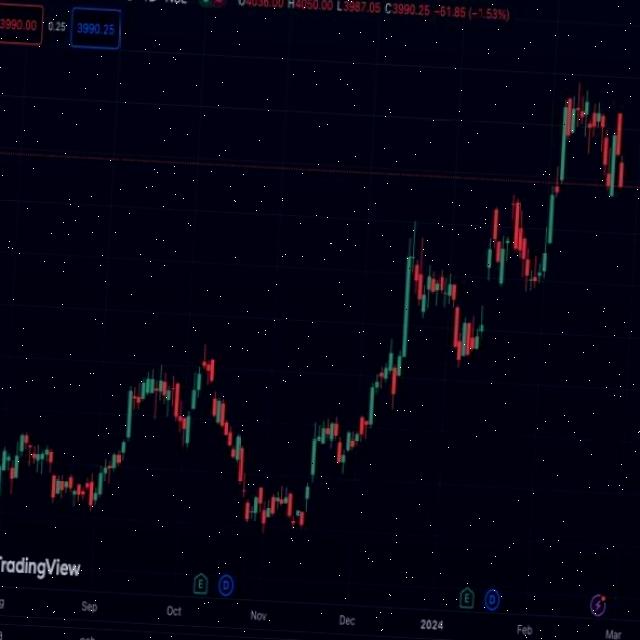 O4036.00 H4050.00 L3987.05 C3990.25 −61.85 (−1.53%)
3990.00 0.25 3990.25
TradingView
E D E D
Sep Oct Nov Dec 2024 Feb Mar